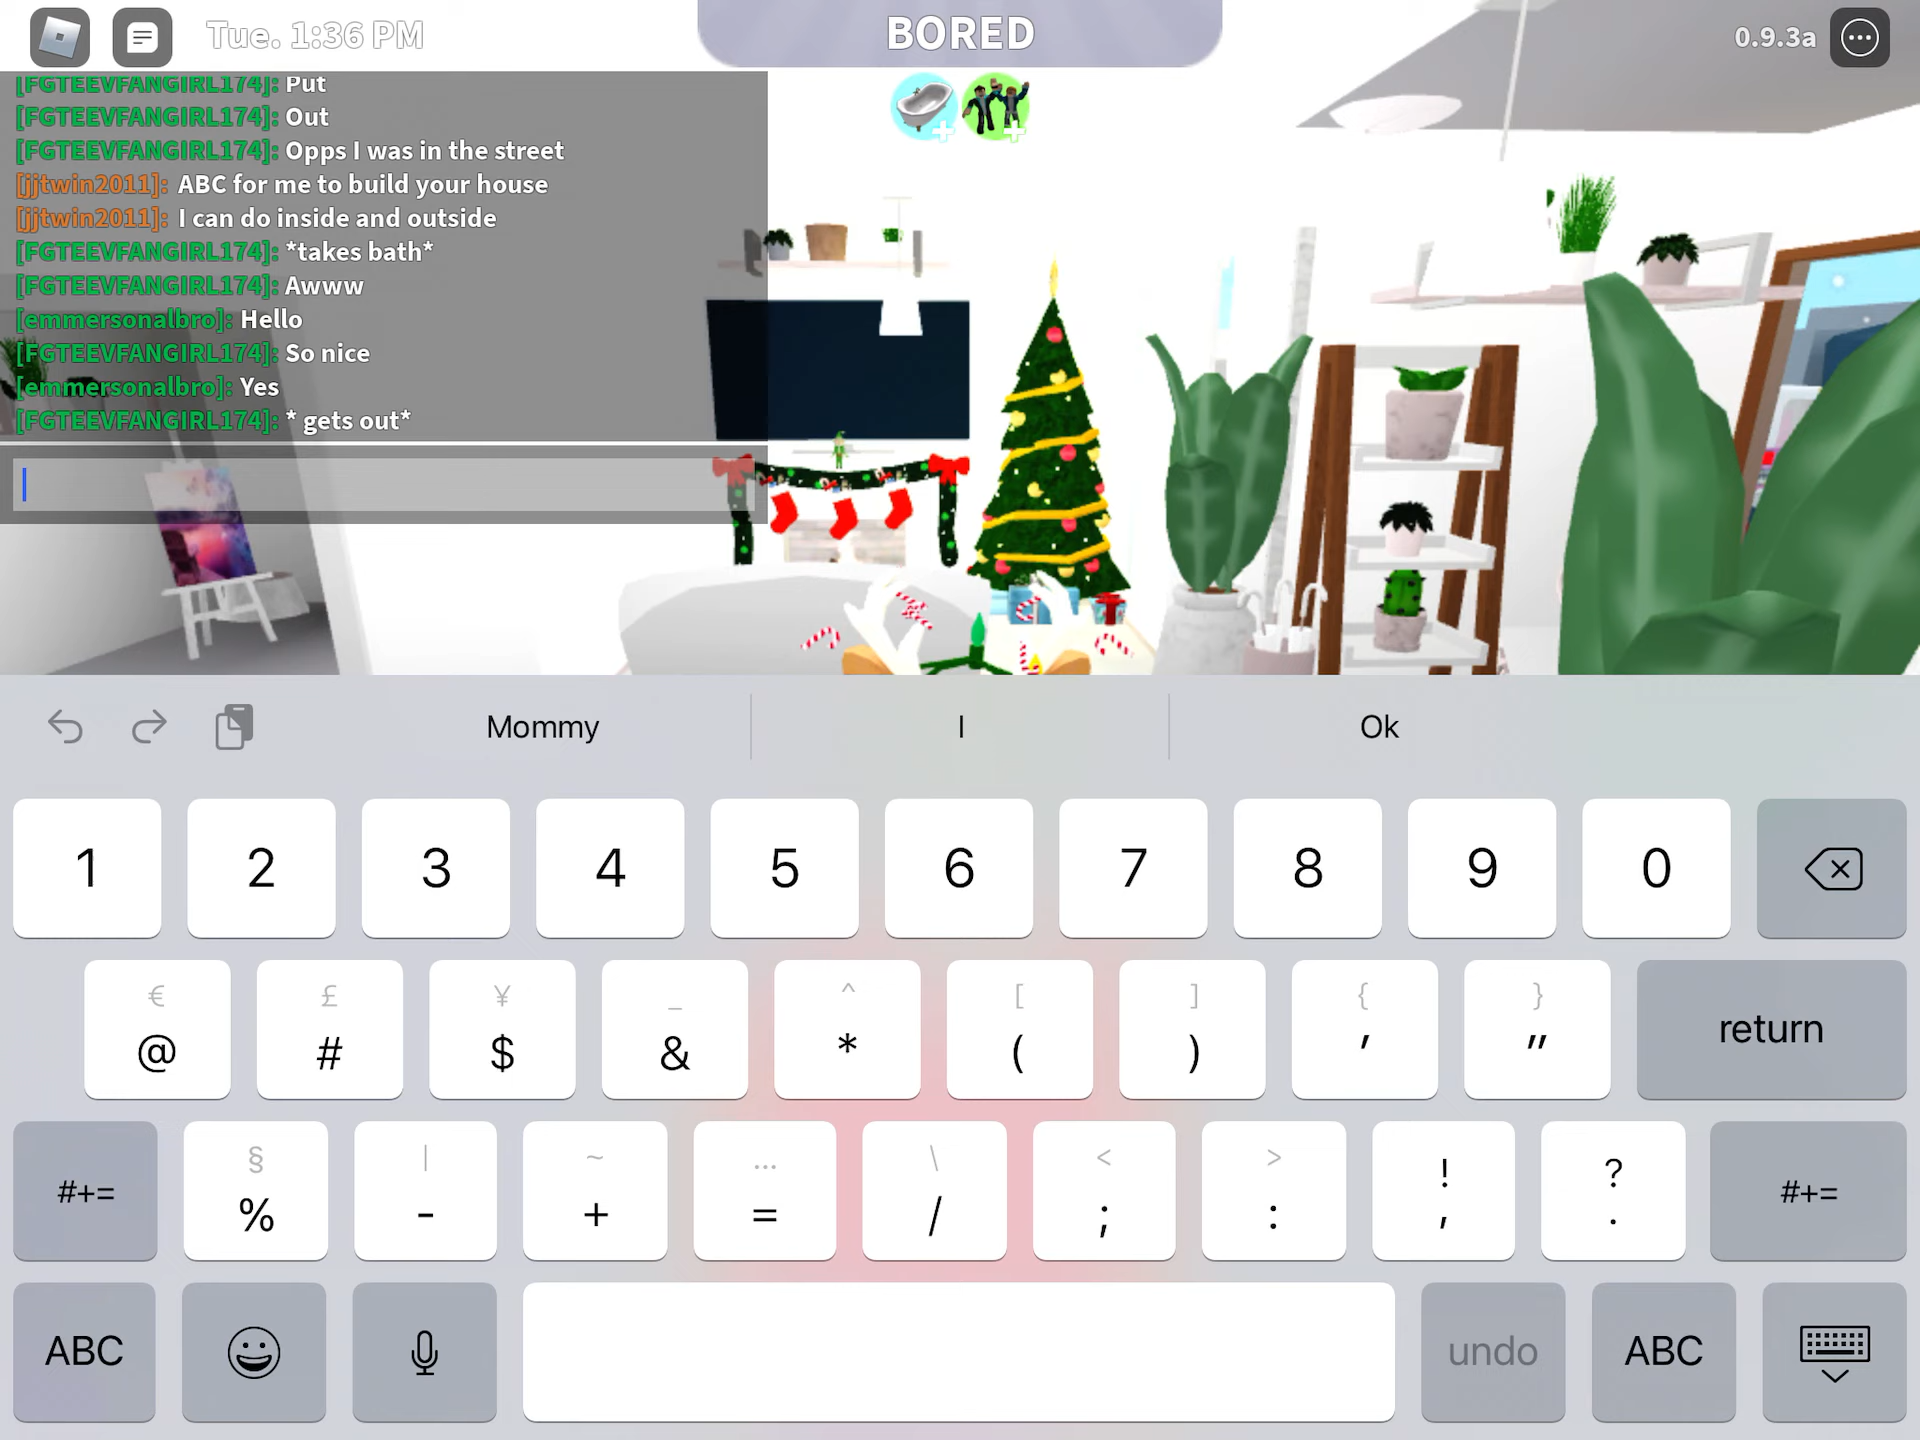 Tue. 1:36 PM
BORED
0.9.3a
[FGTEEVFANGIRL174]: Put
[FGTEEVFANGIRL174]: Out
[FGTEEVFANGIRL174]: Opps I was in the street
[jjtwin2011]: ABC for me to build your house
[jjtwin2011]: I can do inside and outside
[FGTEEVFANGIRL174]: *takes bath*
[FGTEEVFANGIRL174]: Awww
[emmersonalbro]: Hello
[FGTEEVFANGIRL174]: So nice
[emmersonalbro]: Yes
[FGTEEVFANGIRL174]: * gets out*
Mommy I Ok
1 2 3 4 5 6 7 8 9 0
€ £ ¥ _ ^ [ ] { }
@ # $ & * ( ) ' " return
§ | ~ … \ < > ! ?
#+= % - + = / ; : , . #+=
ABC undo ABC